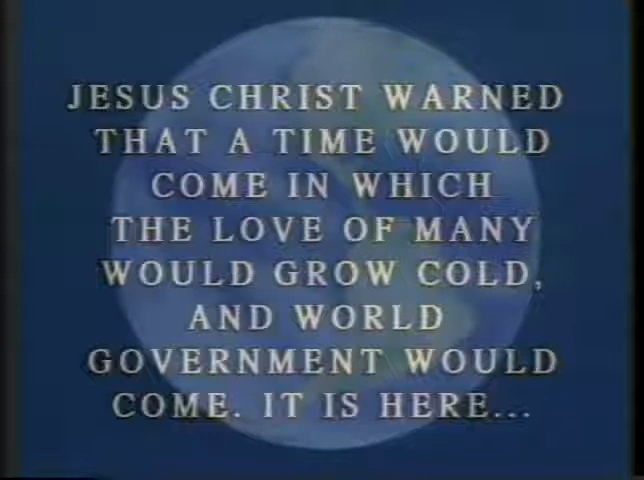 JESUS CHRIST WARNED
THAT A TIME WOULD
COME IN WHICH
THE LOVE OF MANY
WOULD GROW COLD,
AND WORLD
GOVERNMENT WOULD
COME. IT IS HERE...